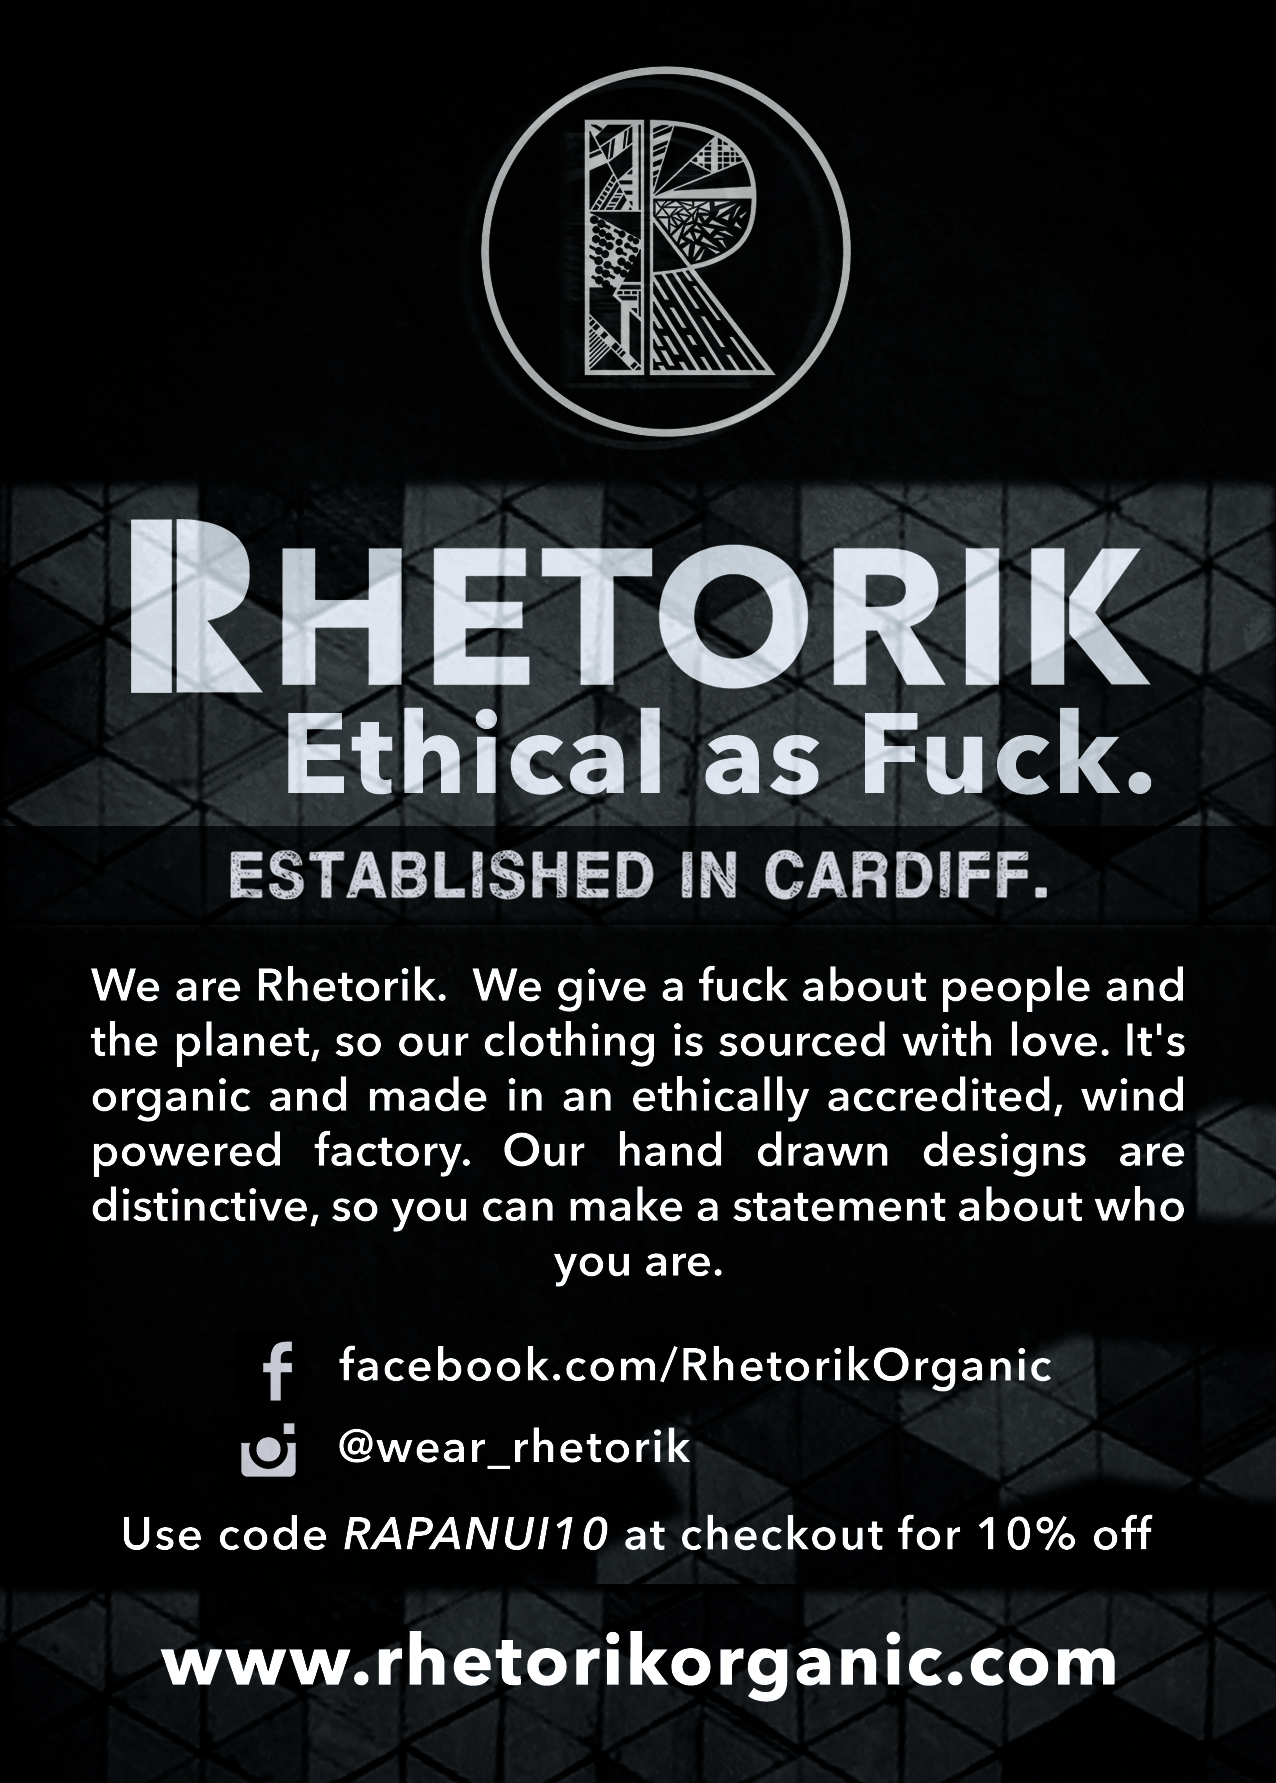 R
RHETORIK
Ethical as Fuck.
ESTABLISHED IN CARDIFF.
We are Rhetorik.  We give a fuck about people and
the planet, so our clothing is sourced with love. It's
organic and made in an ethically accredited, wind
powered factory. Our hand drawn designs are
distinctive, so you can make a statement about who
you are.
facebook.com/RhetorikOrganic
@wear_rhetorik
Use code RAPANUI10 at checkout for 10% off
www.rhetorikorganic.com